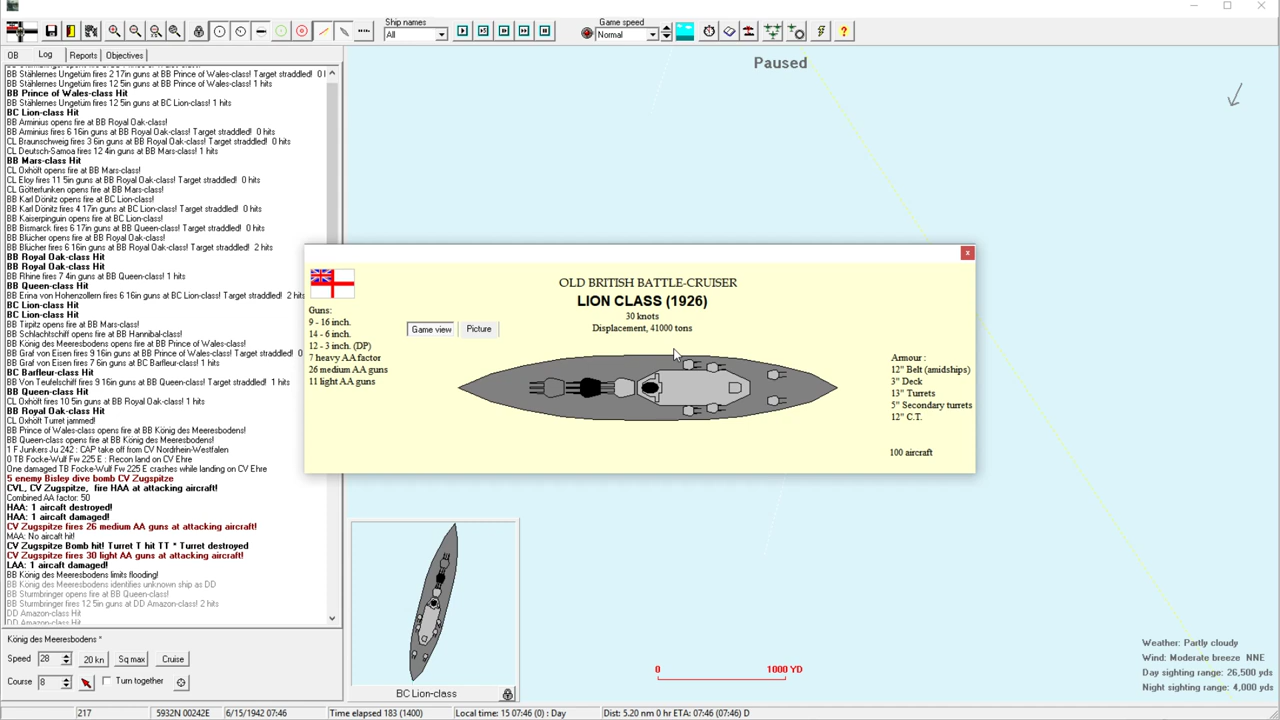 Ship names
All
Game speed
Normal
OB
Log
Reports
Objectives
Paused
BB Stählernes Ungetüm fires 2 17in guns at BB Prince of Wales-class! Target straddled! 0 l
BB Stählernes Ungetüm fires 12 5in guns at BB Prince of Wales-class! 1 hits
BB Prince of Wales-class Hit
BB Stählernes Ungetüm fires 12 5in guns at BC Lion-class! 1 hits
BC Lion-class Hit
BB Arminius opens fire at BB Royal Oak-class!
BB Arminius fires 6 16in guns at BB Royal Oak-class! Target straddled! 0 hits
CL Braunschweig fires 3 6in guns at BB Royal Oak-class! Target straddled! 0 hits
CL Deutsch-Samoa fires 12 4in guns at BB Mars-class! 1 hits
BB Mars-class Hit
CL Oxhöft opens fire at BB Mars-class!
CL Eloy fires 11 5in guns at BB Royal Oak-class! Target straddled! 0 hits
CL Götterfunken opens fire at BB Mars-class!
BB Karl Dönitz opens fire at BC Lion-class!
BB Karl Dönitz fires 4 17in guns at BC Lion-class! Target straddled! 0 hits
BB Kaiserpinguin opens fire at BC Lion-class!
BB Bismarck fires 6 17in guns at BB Queen-class! Target straddled! 0 hits
BB Blücher opens fire at BB Royal Oak-class!
BB Blücher fires 6 16in guns at BB Royal Oak-class! Target straddled! 2 hits
BB Royal Oak-class Hit
BB Royal Oak-class Hit
BB Rhine fires 7 4in guns at BB Queen-class! 1 hits
BB Queen-class Hit
BB Erina von Hohenzollern fires 6 16in guns at BC Lion-class! Target straddled! 2 hits
BC Lion-class Hit
BC Lion-class Hit
BB Tirpitz opens fire at BB Mars-class!
BB Schlachtschiff opens fire at BB Hannibal-class!
BB König des Meeresbodens opens fire at BB Prince of Wales-class!
BB Graf von Eisen fires 9 16in guns at BB Queen-class! Target straddled! 0 hits
BB Graf von Eisen fires 7 6in guns at BC Barfleur-class! 1 hits
BC Barfleur-class Hit
BB Von Teufelschiff fires 9 16in guns at BB Queen-class! Target straddled! 1 hits
BB Queen-class Hit
CL Oxhöft fires 10 5in guns at BB Royal Oak-class! 1 hits
BB Royal Oak-class Hit
CL Oxhöft Turret jammed!
BB Prince of Wales-class opens fire at BB König des Meeresbodens!
BB Queen-class opens fire at BB König des Meeresbodens!
1 F Junkers Ju 242 : CAP take off from CV Nordrhein-Westfalen
0 TB Focke-Wulf Fw 225 E : Recon land on CV Ehre
One damaged TB Focke-Wulf Fw 225 E crashes while landing on CV Ehre
5 enemy Bisley dive bomb CV Zugspitze
CVL, CV Zugspitze, fire HAA at attacking aircraft!
Combined AA factor: 50
HAA: 1 aircaft destroyed!
HAA: 1 aircaft damaged!
CV Zugspitze fires 26 medium AA guns at attacking aircraft!
MAA: No aircaft hit!
CV Zugspitze Bomb hit! Turret T hit TT * Turret destroyed
CV Zugspitze fires 30 light AA guns at attacking aircraft!
LAA: 1 aircaft damaged!
BB König des Meeresbodens limits flooding!
BB König des Meeresbodens identifies unknown ship as DD
BB Sturmbringer opens fire at BB Queen-class!
BB Sturmbringer fires 12 5in guns at DD Amazon-class! 2 hits
DD Amazon-class Hit
DD Amazon-class Hit
OLD BRITISH BATTLE-CRUISER
LION CLASS (1926)
30 knots
Displacement, 41000 tons
Guns:
9 - 16 inch.
14 - 6 inch.
12 - 3 inch. (DP)
7 heavy AA factor
26 medium AA guns
11 light AA guns
Game view
Picture
Armour :
12" Belt (amidships)
3" Deck
13" Turrets
5" Secondary turrets
12" C.T.
100 aircraft
BC Lion-class
0
1000 YD
Weather: Partly cloudy
Wind: Moderate breeze NNE
Day sighting range: 26,500 yds
Night sighting range: 4,000 yds
König des Meeresbodens *
Speed
28
20 kn
Sq max
Cruise
Course
8
Turn together
217
5932N 00242E
6/15/1942 07:46
Time elapsed 183 (1400)
Local time: 15 07:46 (0) : Day
Dist: 5.20 nm 0 hr ETA: 07:46 (07:46) D